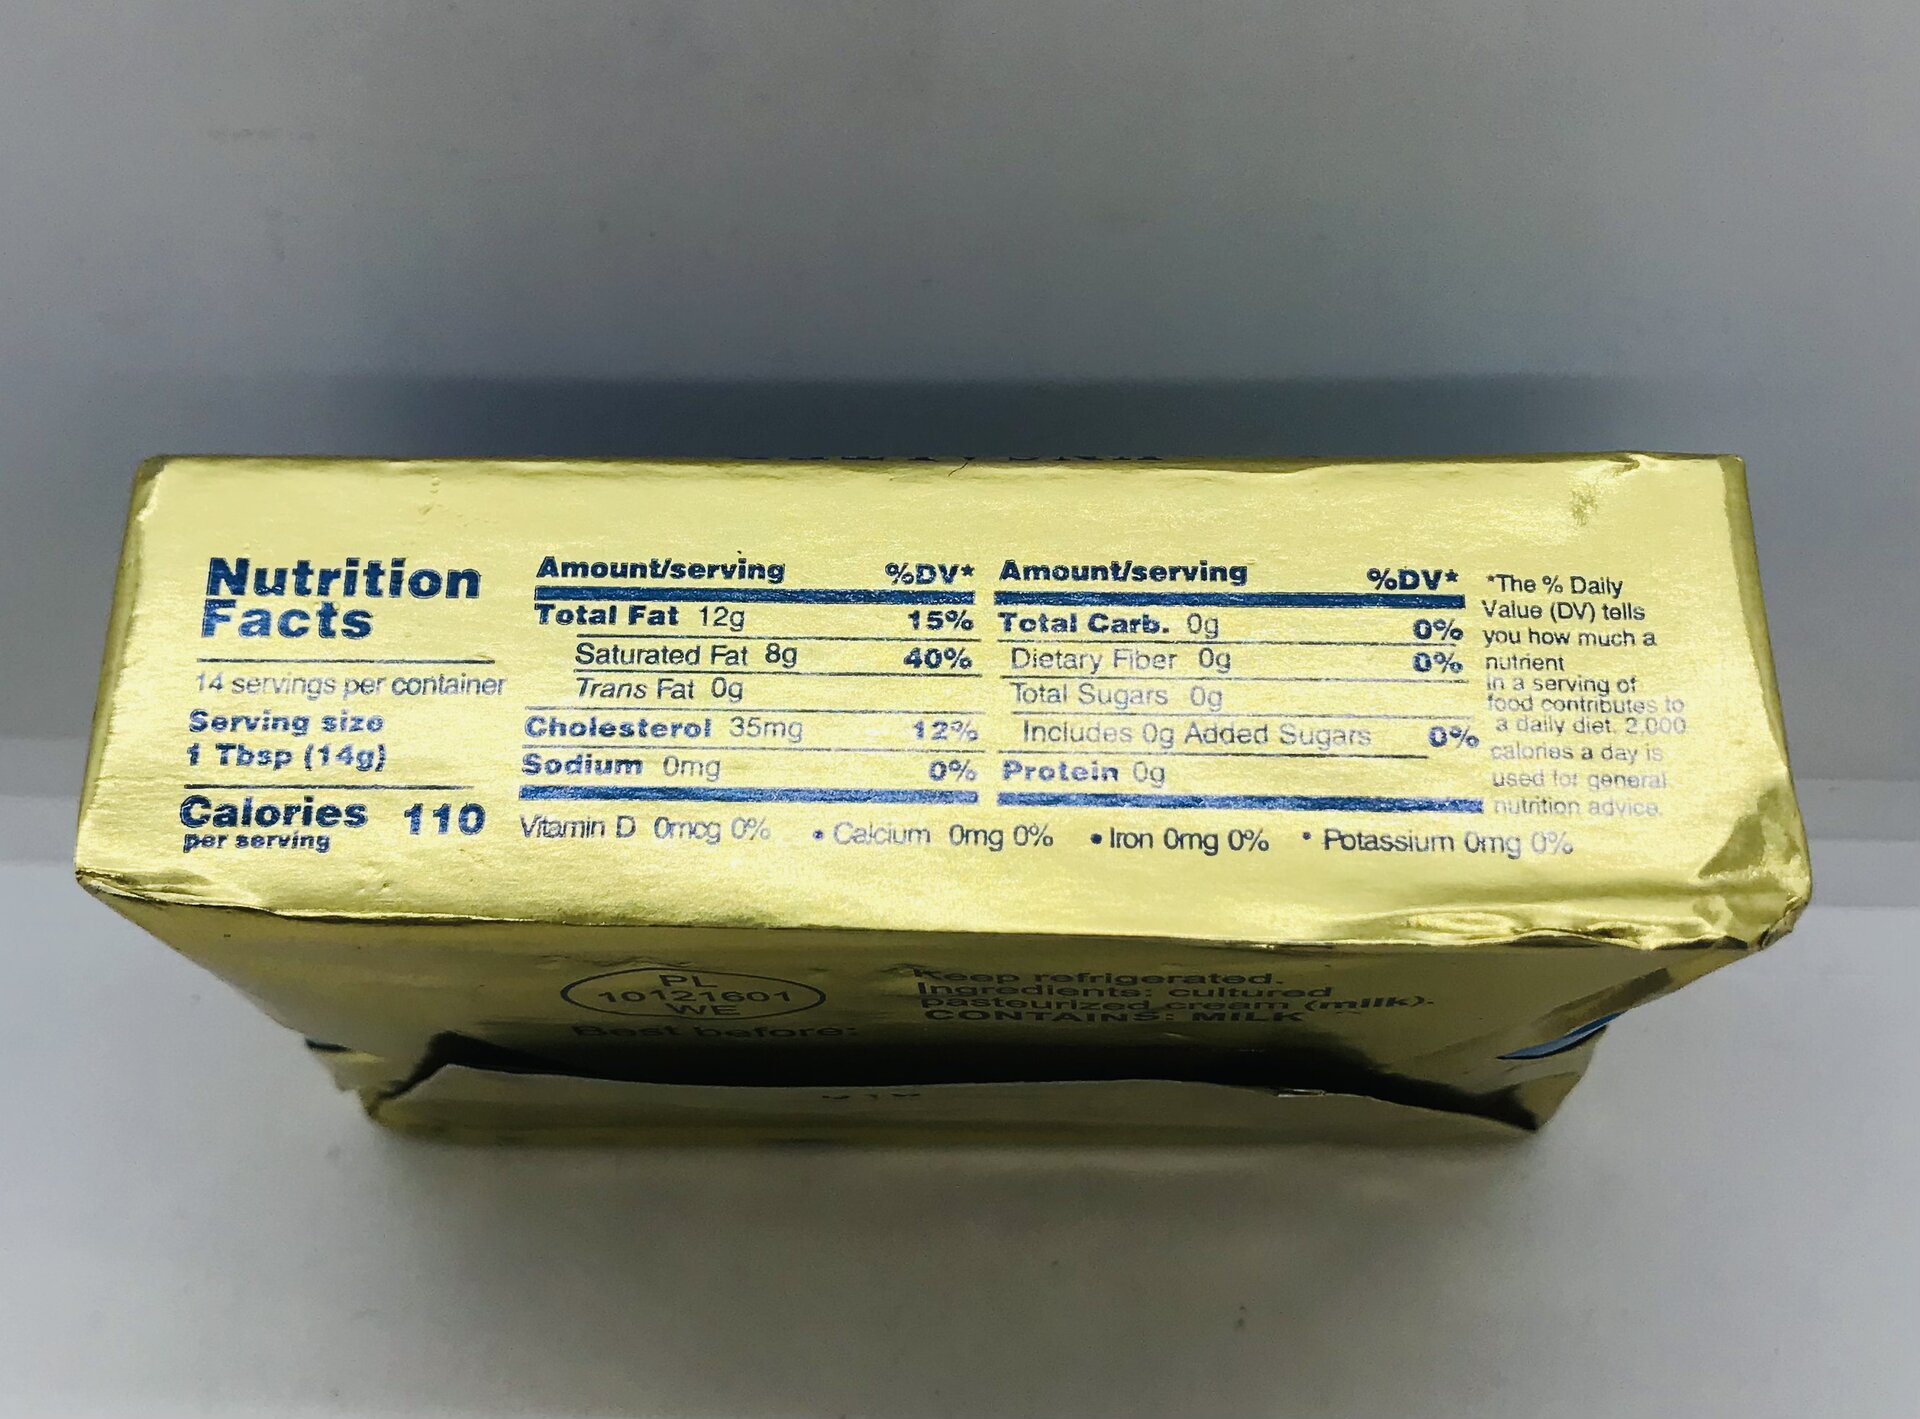 Nutrition
Facts
14 servings per container
Serving size
1 Tbsp (14g)
Calories 110
per serving
Amount/serving %DV*
Total Fat 12g 15%
Saturated Fat 8g 40%
Trans Fat 0g
Cholesterol 35mg 12%
Sodium 0mg 0%
Amount/serving %DV*
Total Carb. 0g 0%
Dietary Fiber 0g 0%
Total Sugars 0g
Includes 0g Added Sugars 0%
Protein 0g
Vitamin D 0mcg 0% • Calcium 0mg 0% • Iron 0mg 0% • Potassium 0mg 0%
*The % Daily
Value (DV) tells
you how much a
nutrient
in a serving of
food contributes to
a daily diet. 2,000
calories a day is
used for general
nutrition advice.
PL
10121601
WE
Best before:
Keep refrigerated.
Ingredients: cultured
pasteurized cream (milk).
CONTAINS: MILK